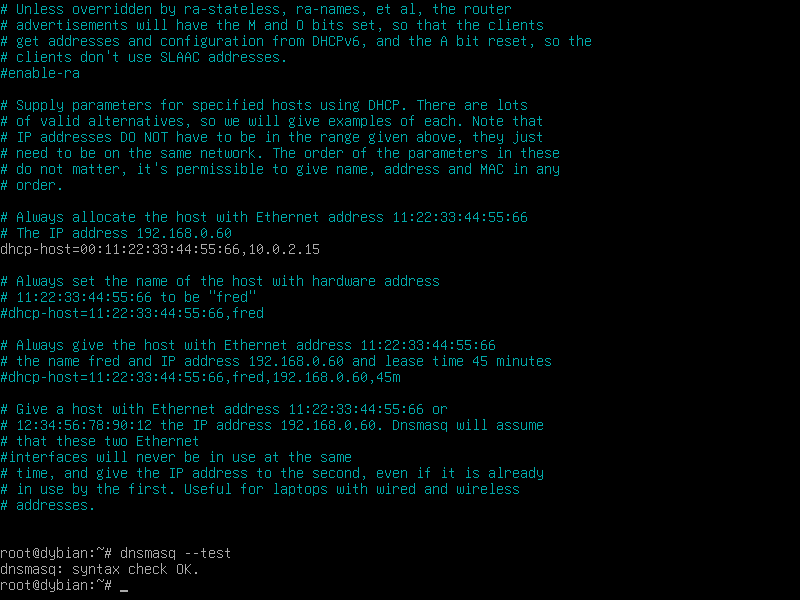 # Unless overridden by ra-stateless, ra-names, et al, the router
# advertisements will have the M and O bits set, so that the clients
# get addresses and configuration from DHCPv6, and the A bit reset, so the
# clients don't use SLAAC addresses.
#enable-ra
# Supply parameters for specified hosts using DHCP. There are lots
# of valid alternatives, so we will give examples of each. Note that
# IP addresses DO NOT have to be in the range given above, they just
# need to be on the same network. The order of the parameters in these
# do not matter, it's permissible to give name, address and MAC in any
# order.
# Always allocate the host with Ethernet address 11:22:33:44:55:66
# The IP address 192.168.0.60
dhcp-host=00:11:22:33:44:55:66,10.0.2.15
# Always set the name of the host with hardware address
# 11:22:33:44:55:66 to be "fred"
#dhcp-host=11:22:33:44:55:66,fred
# Always give the host with Ethernet address 11:22:33:44:55:66
# the name fred and IP address 192.168.0.60 and lease time 45 minutes
#dhcp-host=11:22:33:44:55:66,fred,192.168.0.60,45m
# Give a host with Ethernet address 11:22:33:44:55:66 or
# 12:34:56:78:90:12 the IP address 192.168.0.60. Dnsmasq will assume
# that these two Ethernet
#interfaces will never be in use at the same
# time, and give the IP address to the second, even if it is already
# in use by the first. Useful for laptops with wired and wireless
# addresses.
root@dybian:~# dnsmasq --test
dnsmasq: syntax check OK.
root@dybian:~# _